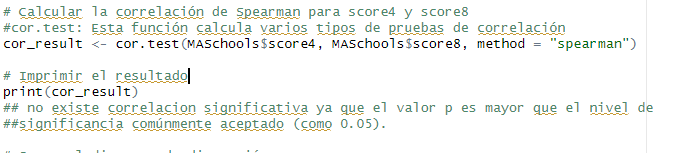 # Calcular la correlación de Spearman para score4 y score8
#cor.test: Esta función calcula varios tipos de pruebas de correlación
cor_result <- cor.test(MASchools$score4, MASchools$score8, method = "spearman")
# Imprimir el resultado
print(cor_result)
## no existe correlacion significativa ya que el valor p es mayor que el nivel de
##significancia comúnmente aceptado (como 0.05).